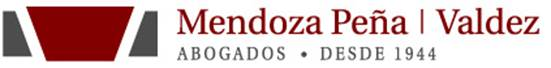 Mendoza Peña | Valdez
ABOGADOS • DESDE 1944